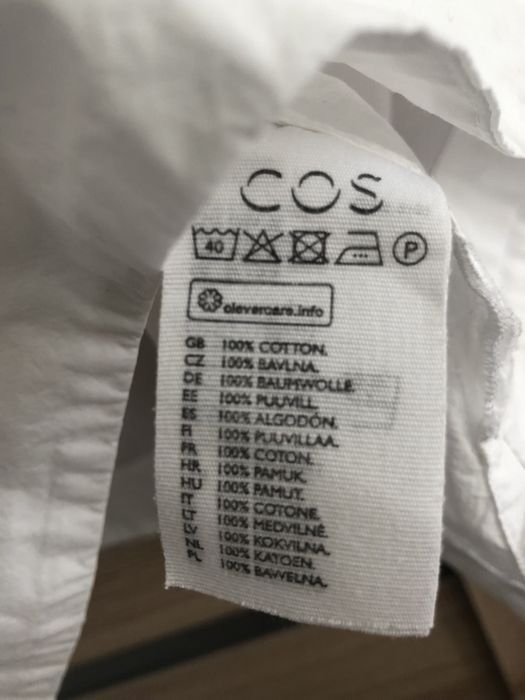 COS
40 P
clevercare.info
GB 100% COTTON.
CZ 100% BAVLNA.
DE 100% BAUMWOLLE.
EE 100% PUUVILL.
ES 100% ALGODÓN.
FI 100% PUUVILLAA.
FR 100% COTON.
HR 100% PAMUK.
HU 100% PAMUT.
IT 100% COTONE.
LT 100% MEDVILNĖ.
LV 100% KOKVILNA.
NL 100% KATOEN.
PL 100% BAWEŁNA.